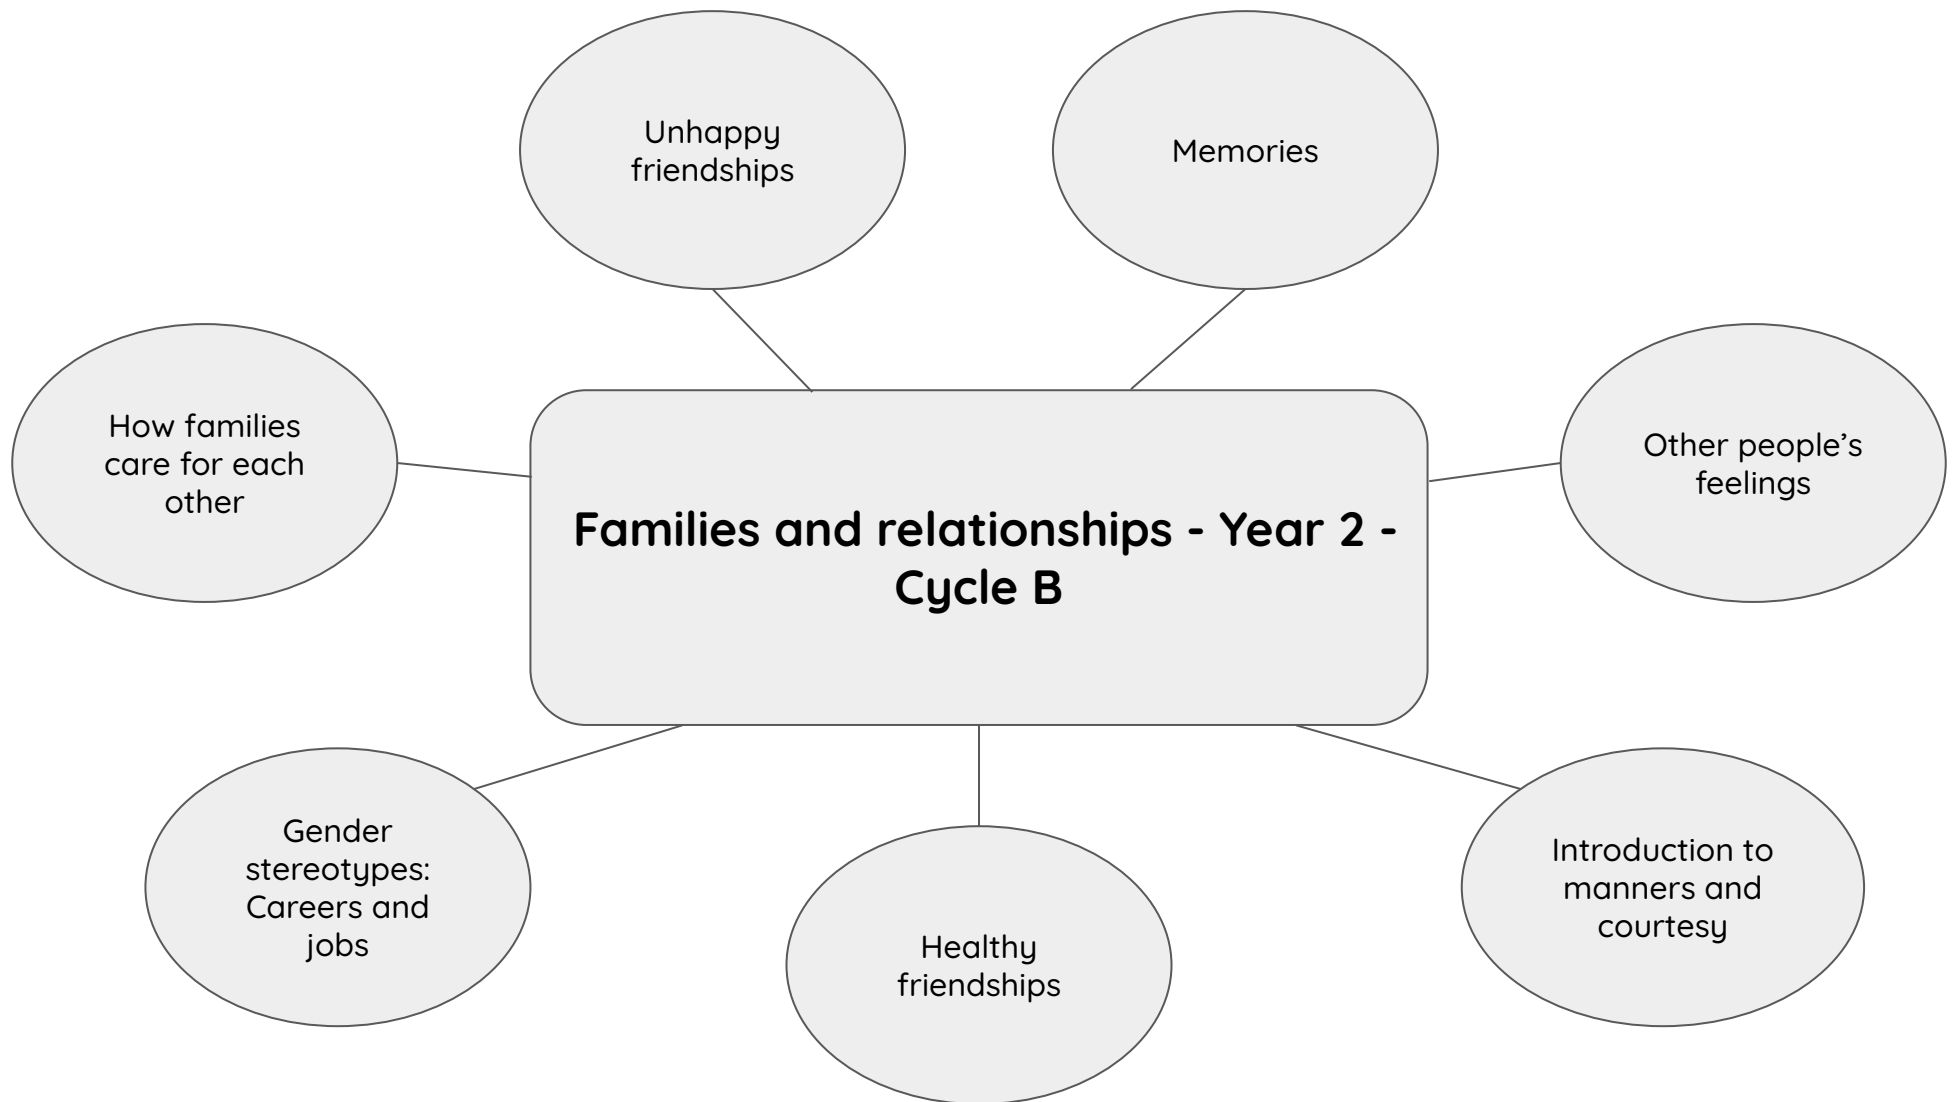 Unhappy
friendships
Memories
How families
care for each
other
Other people’s
feelings
Families and relationships - Year 2 -
Cycle B
Gender
stereotypes:
Careers and
jobs
Healthy
friendships
Introduction to
manners and
courtesy